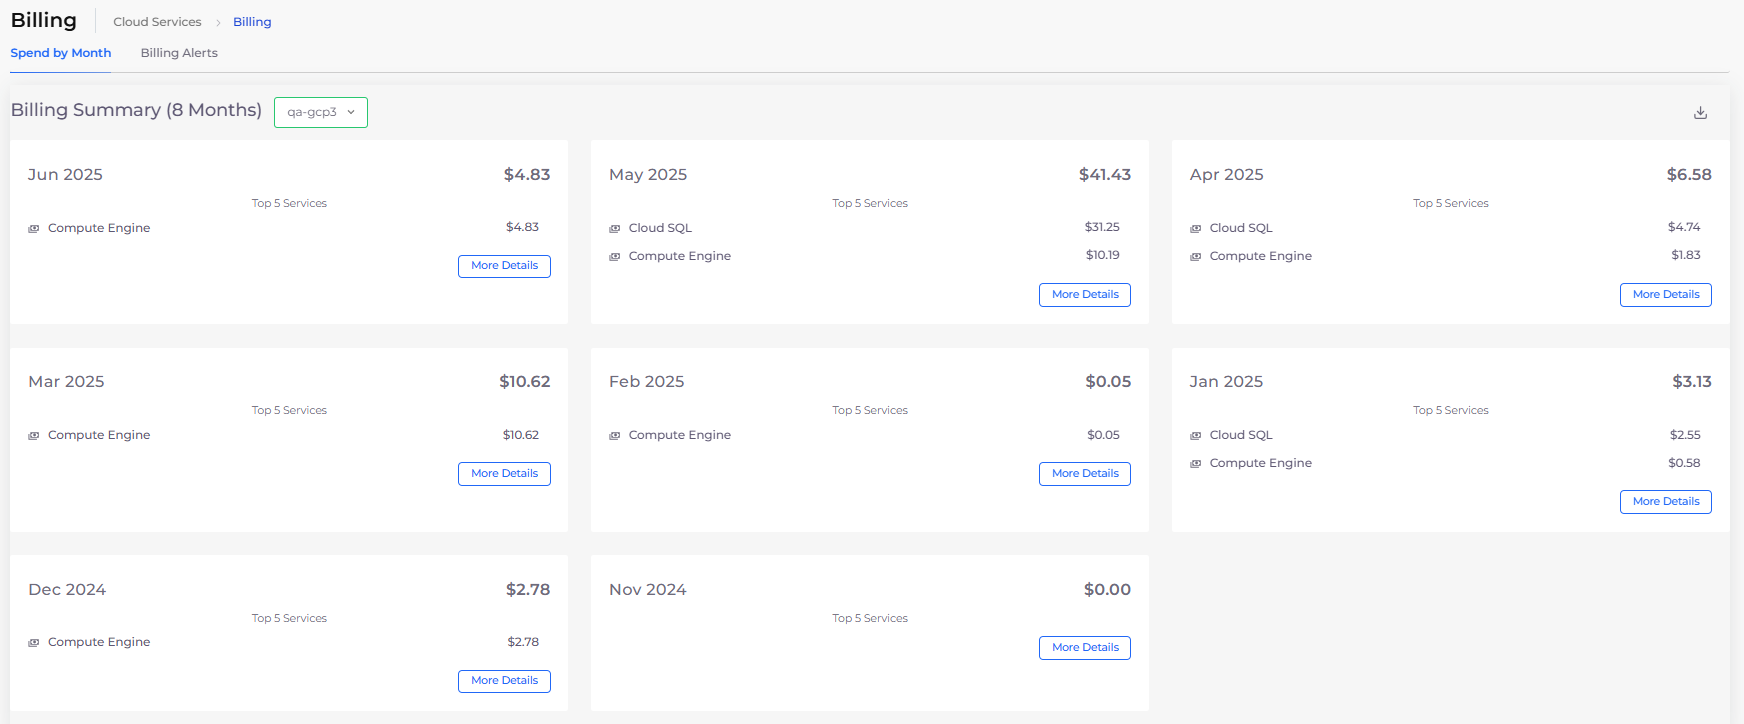 Billing
Cloud Services > Billing
Spend by Month
Billing Alerts
Billing Summary (8 Months)
qa-gcp3
Jun 2025
$4.83
Top 5 Services
Compute Engine
$4.83
More Details
May 2025
$41.43
Top 5 Services
Cloud SQL
$31.25
Compute Engine
$10.19
More Details
Apr 2025
$6.58
Top 5 Services
Cloud SQL
$4.74
Compute Engine
$1.83
More Details
Mar 2025
$10.62
Top 5 Services
Compute Engine
$10.62
More Details
Feb 2025
$0.05
Top 5 Services
Compute Engine
$0.05
More Details
Jan 2025
$3.13
Top 5 Services
Cloud SQL
$2.55
Compute Engine
$0.58
More Details
Dec 2024
$2.78
Top 5 Services
Compute Engine
$2.78
More Details
Nov 2024
$0.00
Top 5 Services
More Details